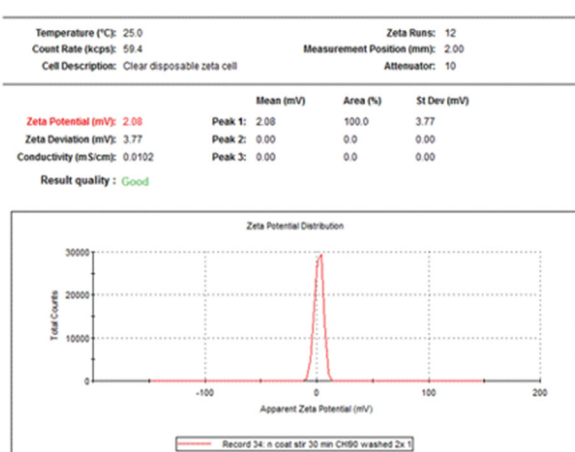 Temperature (°C): 25.0 Zeta Runs: 12
Count Rate (kcps): 59.4 Measurement Position (mm): 2.00
Cell Description: Clear disposable zeta cell Attenuator: 10
Mean (mV) Area (%) St Dev (mV)
Zeta Potential (mV): 2.08 Peak 1: 2.08 100.0 3.77
Zeta Deviation (mV): 3.77 Peak 2: 0.00 0.0 0.00
Conductivity (mS/cm): 0.0102 Peak 3: 0.00 0.0 0.00
Result quality : Good
Zeta Potential Distribution
30000
20000
10000
0
Total Counts
-100 0 100 200
Apparent Zeta Potential (mV)
Record 34: n coat stir 30 min CHI90 washed 2x 1